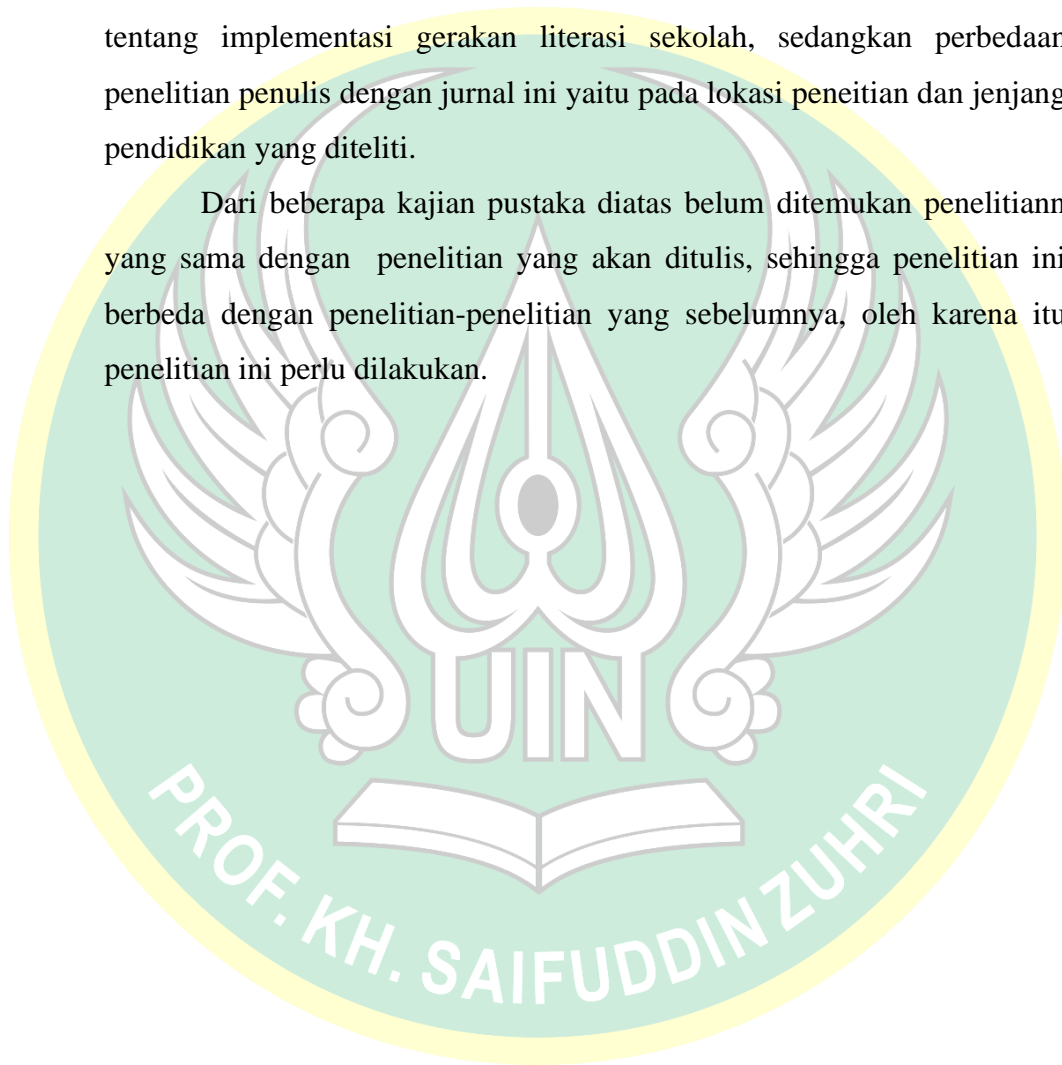 tentang implementasi gerakan literasi sekolah, sedangkan perbedaan
penelitian penulis dengan jurnal ini yaitu pada lokasi peneitian dan jenjang
pendidikan yang diteliti.
Dari beberapa kajian pustaka diatas belum ditemukan penelitiann
yang sama dengan penelitian yang akan ditulis, sehingga penelitian ini
berbeda dengan penelitian-penelitian yang sebelumnya, oleh karena itu
penelitian ini perlu dilakukan.
UIN
PROF. KH. SAIFUDDIN ZUHRI